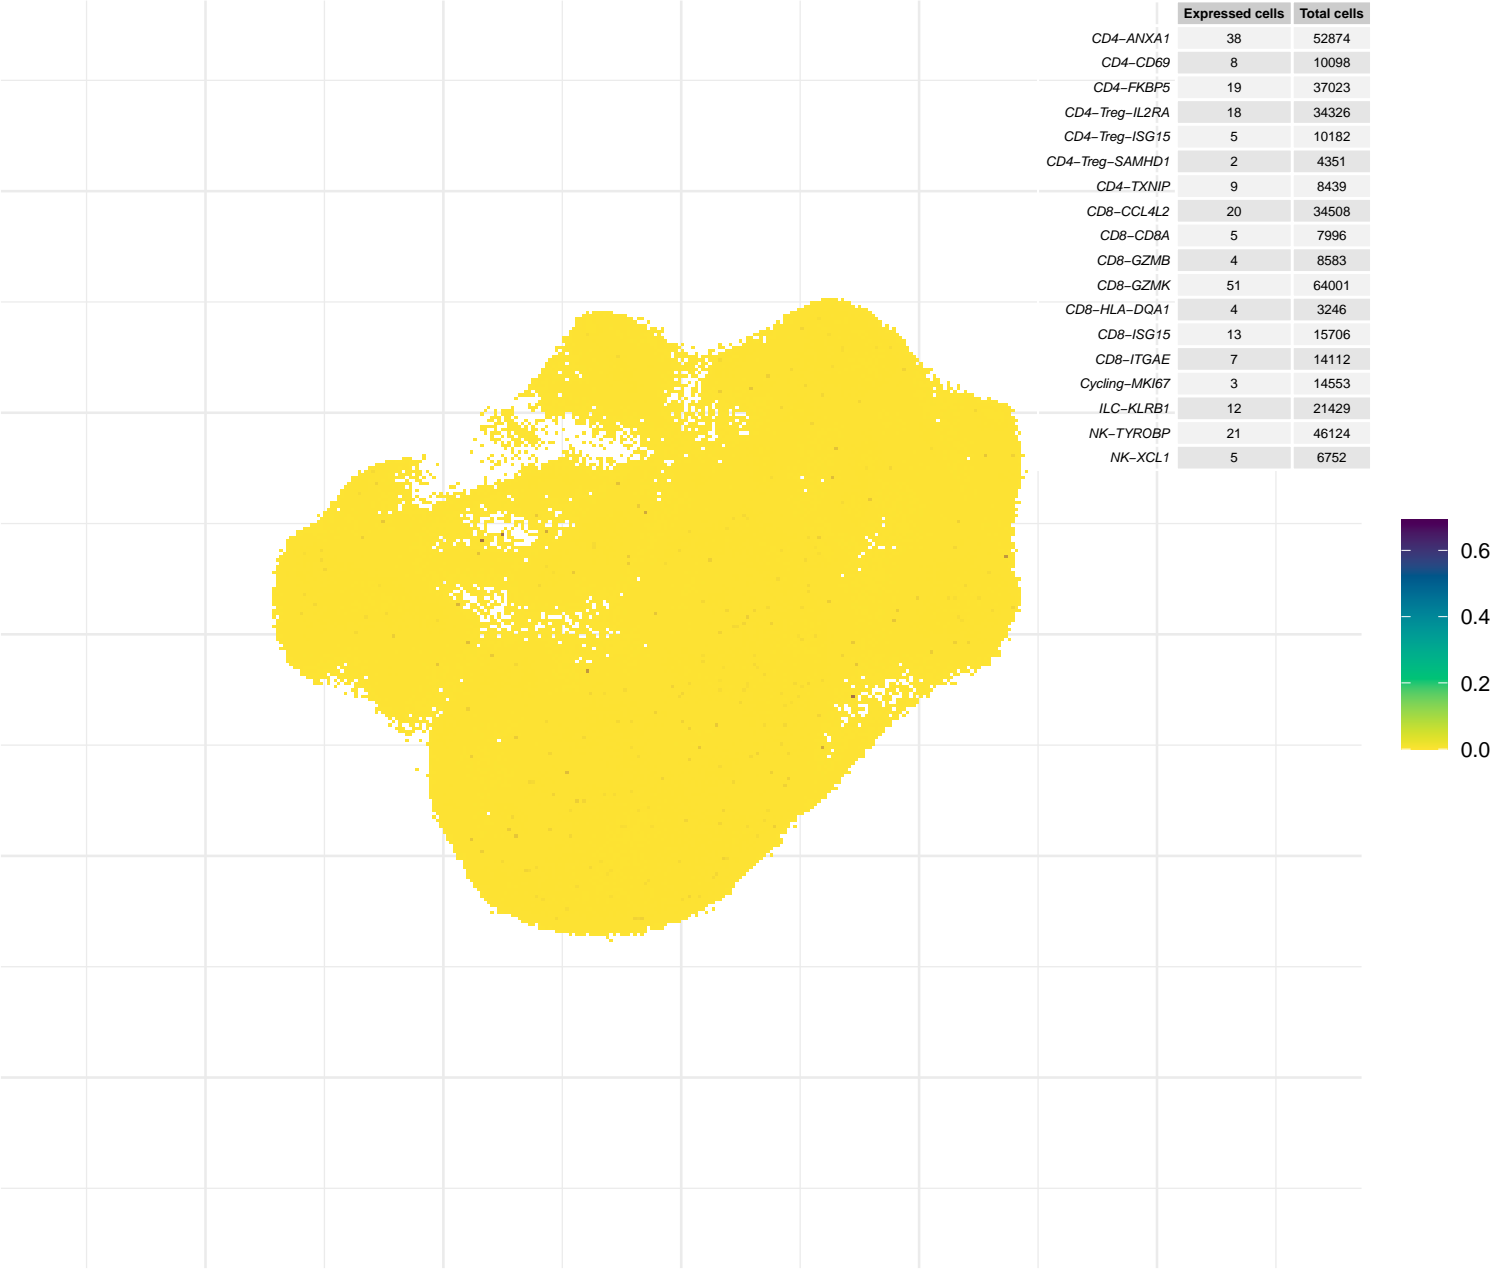 Expressed cells Total cells
CD4−ANXA1 38 52874
CD4−CD69 8 10098
CD4−FKBP5 19 37023
CD4−Treg−IL2RA 18 34326
CD4−Treg−ISG15 5 10182
CD4−Treg−SAMHD1 2 4351
CD4−TXNIP 9 8439
CD8−CCL4L2 20 34508
CD8−CD8A 5 7996
CD8−GZMB 4 8583
CD8−GZMK 51 64001
CD8−HLA−DQA1 4 3246
CD8−ISG15 13 15706
CD8−ITGAE 7 14112
Cycling−MKI67 3 14553
ILC−KLRB1 12 21429
NK−TYROBP 21 46124
NK−XCL1 5 6752
0.6
0.4
0.2
0.0